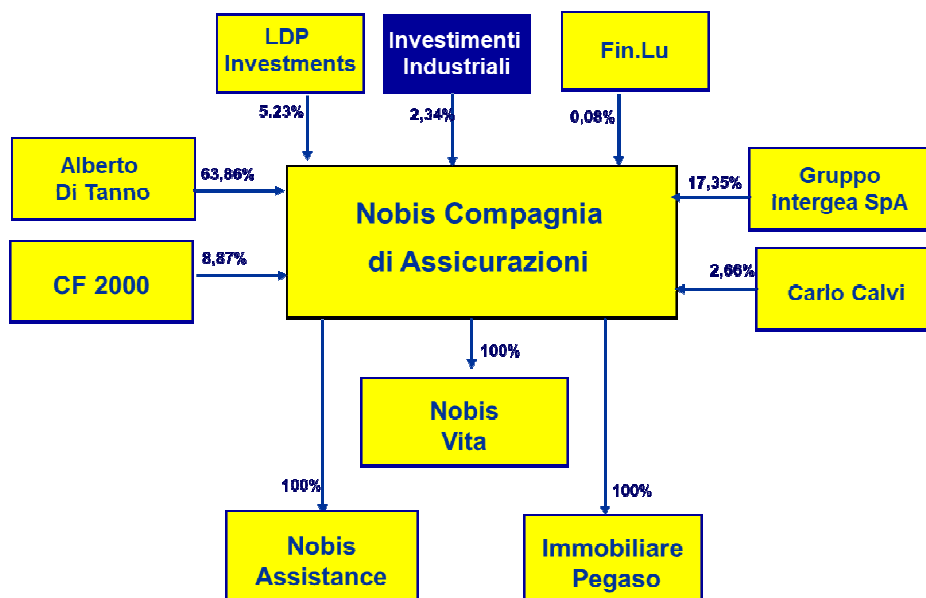 LDP
Investments
Investimenti
Industriali
Fin.Lu
5.23%
2,34%
0,08%
Alberto
Di Tanno
63,86%
Nobis Compagnia
di Assicurazioni
17,35%
Gruppo
Intergea SpA
CF 2000
8,87%
2,66%
Carlo Calvi
100%
Nobis
Vita
100%
100%
Nobis
Assistance
Immobiliare
Pegaso